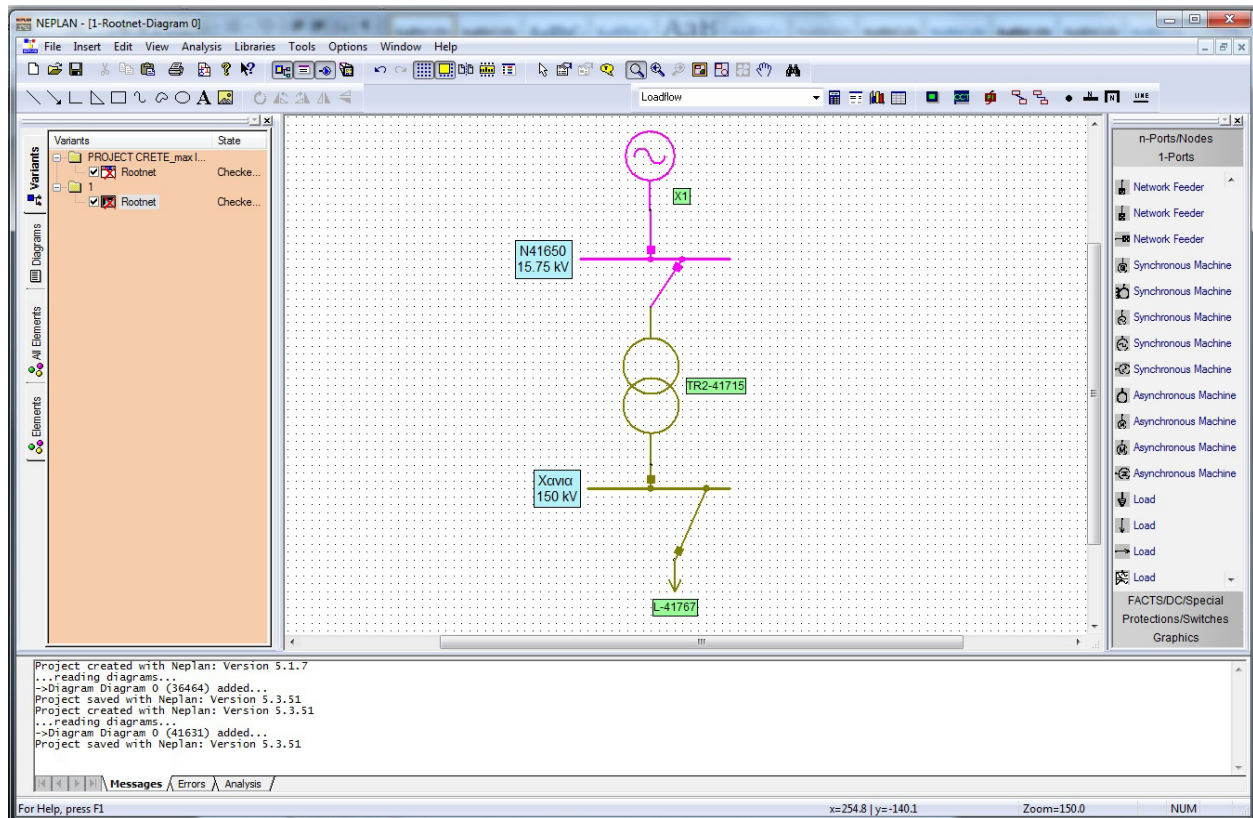 NEPLAN - [1-Rootnet-Diagram 0]
File Insert Edit View Analysis Libraries Tools Options Window Help
Loadflow
Variants State
PROJECT CRETE_max l...
Rootnet Checke...
1
Rootnet Checke...
Variants
Diagrams
All Elements
Elements
X1
N41650
15.75 kV
TR2-41715
Χανια
150 kV
L-41767
n-Ports/Nodes
1-Ports
Network Feeder
Network Feeder
Network Feeder
Synchronous Machine
Synchronous Machine
Synchronous Machine
Synchronous Machine
Synchronous Machine
Asynchronous Machine
Asynchronous Machine
Asynchronous Machine
Asynchronous Machine
Load
Load
Load
Load
FACTS/DC/Special
Protections/Switches
Graphics
Project created with Neplan: Version 5.1.7
...reading diagrams...
->Diagram Diagram 0 (36464) added...
Project saved with Neplan: Version 5.3.51
Project created with Neplan: Version 5.3.51
...reading diagrams...
->Diagram Diagram 0 (41631) added...
Project saved with Neplan: Version 5.3.51
Messages Errors Analysis
For Help, press F1 x=254.8 | y=-140.1 Zoom=150.0 NUM